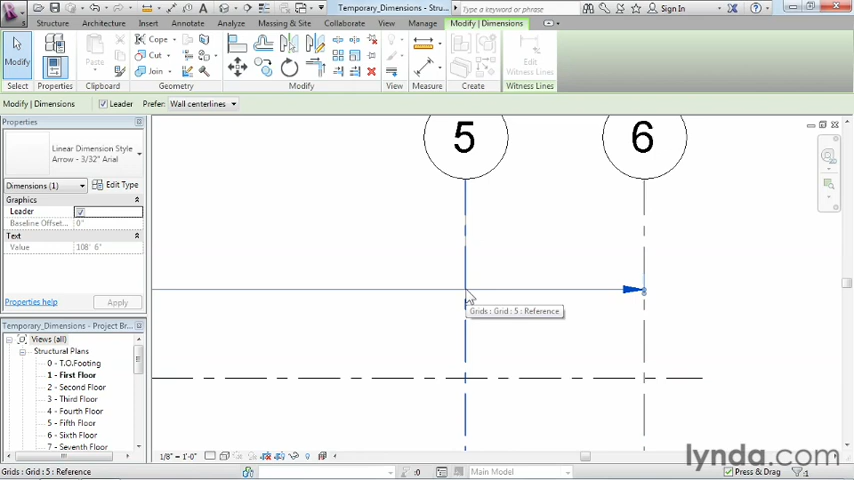 Temporary_Dimensions - Struc...
Type a keyword or phrase
Sign In
Structure Architecture Insert Annotate Analyze Massing & Site Collaborate View Manage Modify | Dimensions
Modify
Paste
Cope
Cut
Join
Edit
Witness Lines
Select Properties Clipboard Geometry Modify View Measure Create Witness Lines
Modify | Dimensions
Leader
Prefer: Wall centerlines
Properties
Linear Dimension Style
Arrow - 3/32" Arial
Dimensions (1)
Edit Type
Graphics
Leader
Baseline Offset...
0"
Text
Value
108' 6"
Properties help
Apply
Temporary_Dimensions - Project Br...
Views (all)
Structural Plans
0 - T.O.Footing
1 - First Floor
2 - Second Floor
3 - Third Floor
4 - Fourth Floor
5 - Fifth Floor
6 - Sixth Floor
7 - Seventh Floor
5
6
Grids : Grid : 5 : Reference
1/8" = 1'-0"
Grids : Grid : 5 : Reference
:0
Main Model
Press & Drag
:1
lynda.com